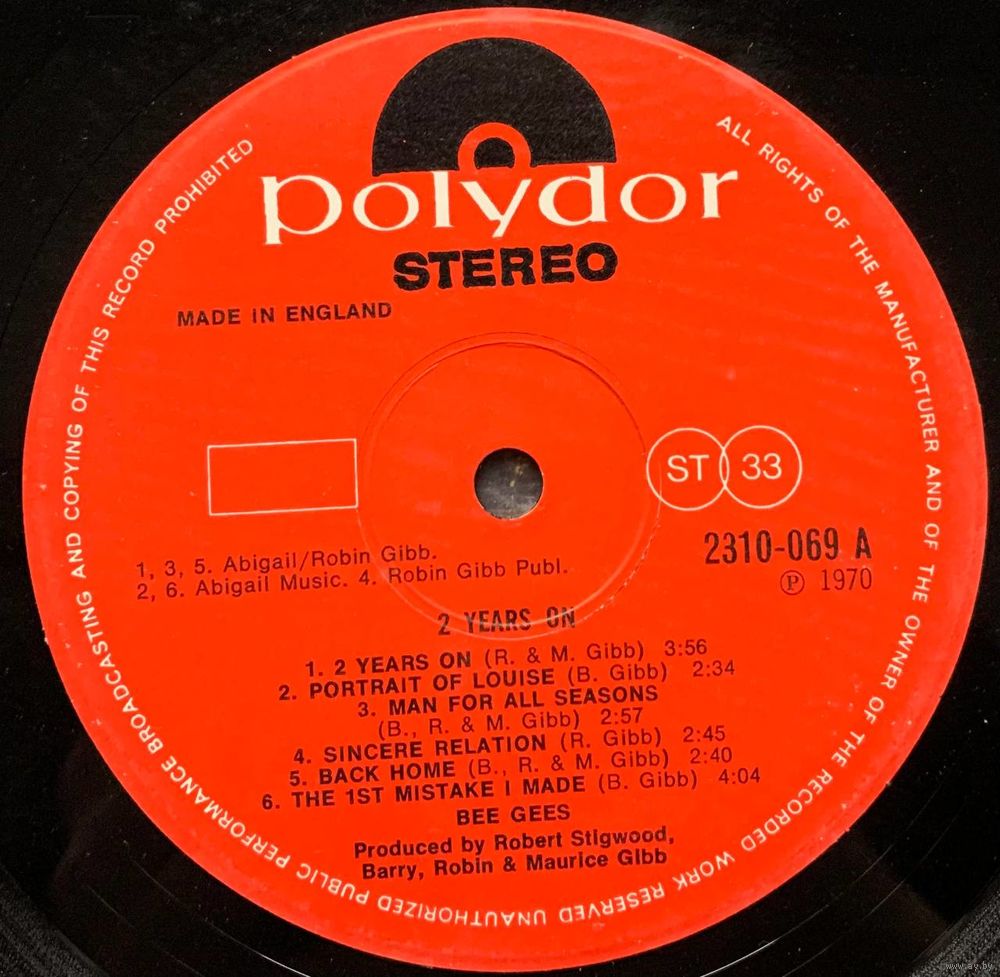 polydor
STEREO
MADE IN ENGLAND
ST 33
2310-069 A
℗ 1970
1, 3, 5. Abigail/Robin Gibb.
2, 6. Abigail Music. 4. Robin Gibb Publ.
2 YEARS ON
1. 2 YEARS ON (R. & M. Gibb) 3:56
2. PORTRAIT OF LOUISE (B. Gibb) 2:34
3. MAN FOR ALL SEASONS
(B., R. & M. Gibb) 2:57
4. SINCERE RELATION (R. Gibb) 2:45
5. BACK HOME (B., R. & M. Gibb) 2:40
6. THE 1ST MISTAKE I MADE (B. Gibb) 4:04
BEE GEES
Produced by Robert Stigwood,
Barry, Robin & Maurice Gibb
ALL RIGHTS OF THE MANUFACTURER AND OF THE OWNER OF THE RECORDED WORK RESERVED UNAUTHORIZED PUBLIC PERFORMANCE BROADCASTING AND COPYING OF THIS RECORD PROHIBITED
www.ay.by